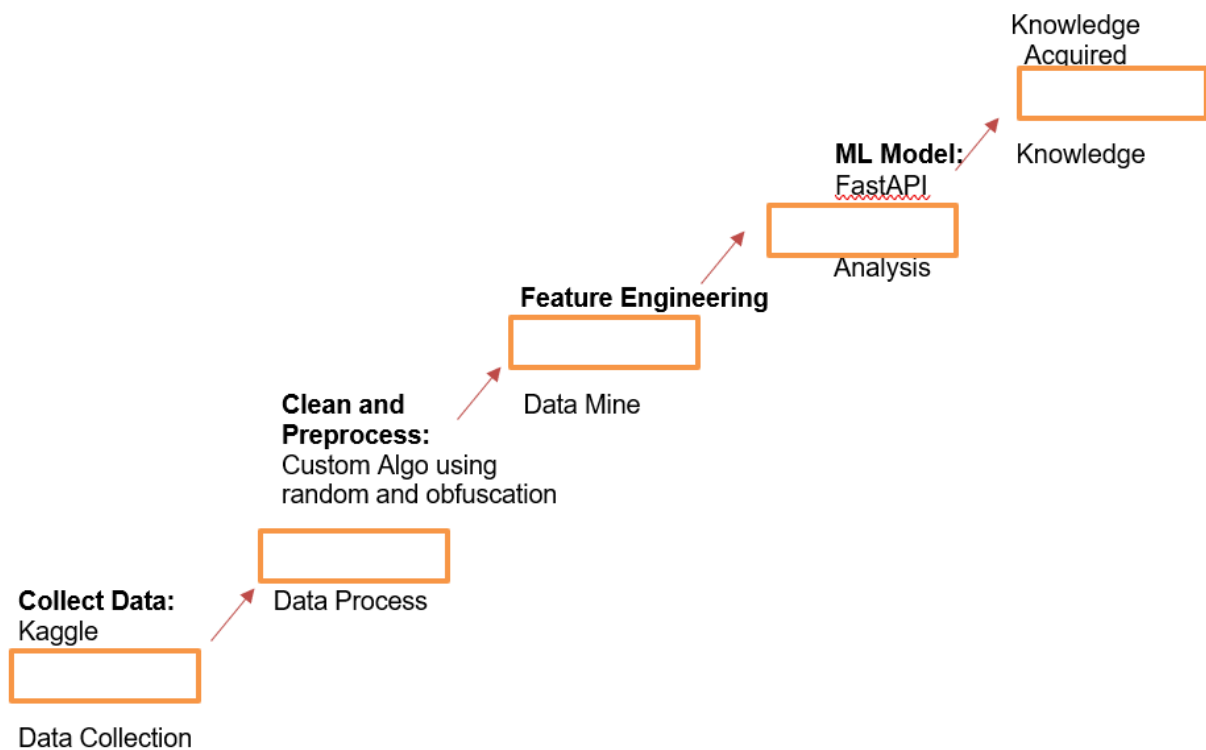 Knowledge
Acquired
Knowledge
ML Model:
FastAPI
Analysis
Feature Engineering
Data Mine
Clean and
Preprocess:
Custom Algo using
random and obfuscation
Data Process
Collect Data:
Kaggle
Data Collection